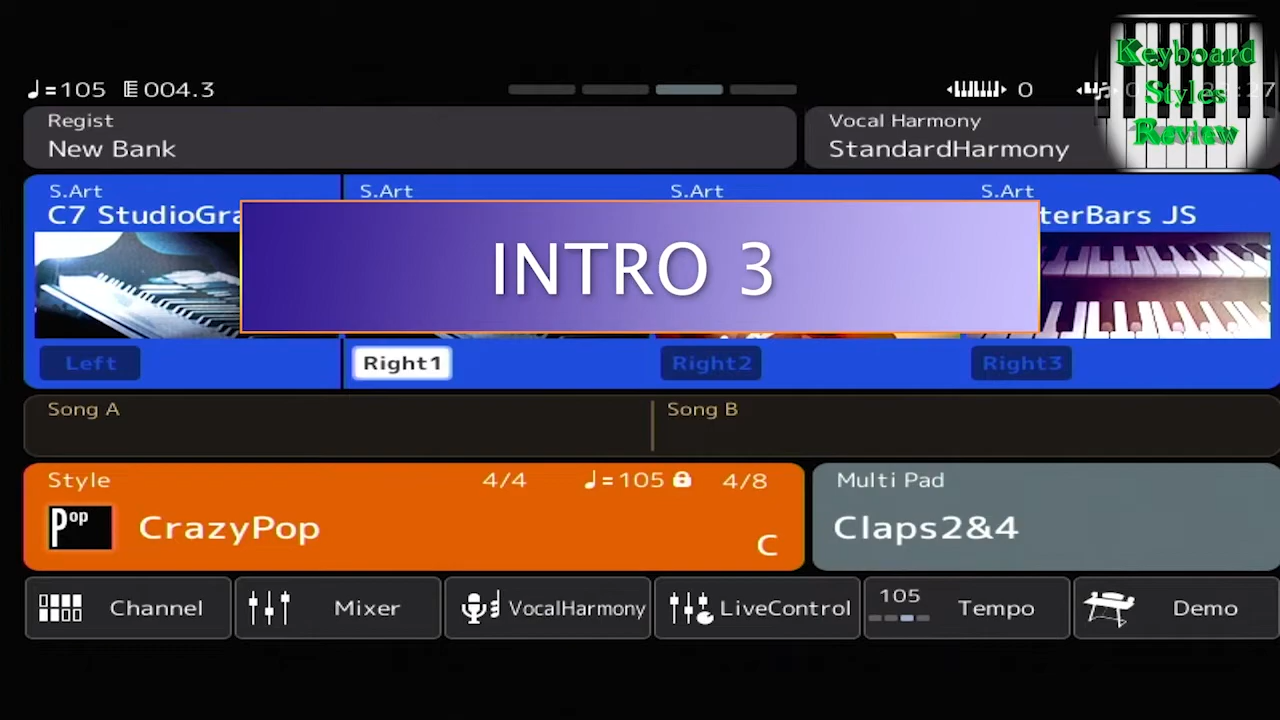 ♩=105 004.3
0
:27
Keyboard
Styles
Review
Regist
New Bank
Vocal Harmony
StandardHarmony
S.Art
C7 StudioGra
S.Art
S.Art
S.Art
terBars JS
INTRO 3
Left
Right1
Right2
Right3
Song A
Song B
Style
4/4
♩=105
4/8
Pop
CrazyPop
C
Multi Pad
Claps2&4
Channel
Mixer
VocalHarmony
LiveControl
105
Tempo
Demo